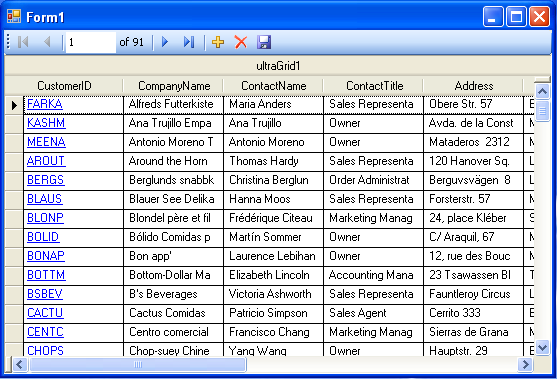 Form1
1 of 91
ultraGrid1
CustomerID CompanyName ContactName ContactTitle Address
FARKA Alfreds Futterkiste Maria Anders Sales Representa Obere Str. 57
KASHM Ana Trujillo Empa Ana Trujillo Owner Avda. de la Const
MEENA Antonio Moreno T Antonio Moreno Owner Mataderos 2312
AROUT Around the Horn Thomas Hardy Sales Representa 120 Hanover Sq.
BERGS Berglunds snabbk Christina Berglun Order Administrat Berguvsvägen 8
BLAUS Blauer See Delika Hanna Moos Sales Representa Forsterstr. 57
BLONP Blondel père et fil Frédérique Citeau Marketing Manag 24, place Kléber
BOLID Bólido Comidas p Martín Sommer Owner C/ Araquil, 67
BONAP Bon app' Laurence Lebihan Owner 12, rue des Bouc
BOTTM Bottom-Dollar Ma Elizabeth Lincoln Accounting Mana 23 Tsawassen Bl
BSBEV B's Beverages Victoria Ashworth Sales Representa Fauntleroy Circus
CACTU Cactus Comidas Patricio Simpson Sales Agent Cerrito 333
CENTC Centro comercial Francisco Chang Marketing Manag Sierras de Grana
CHOPS Chop-suey Chine Yang Wang Owner Hauptstr. 29